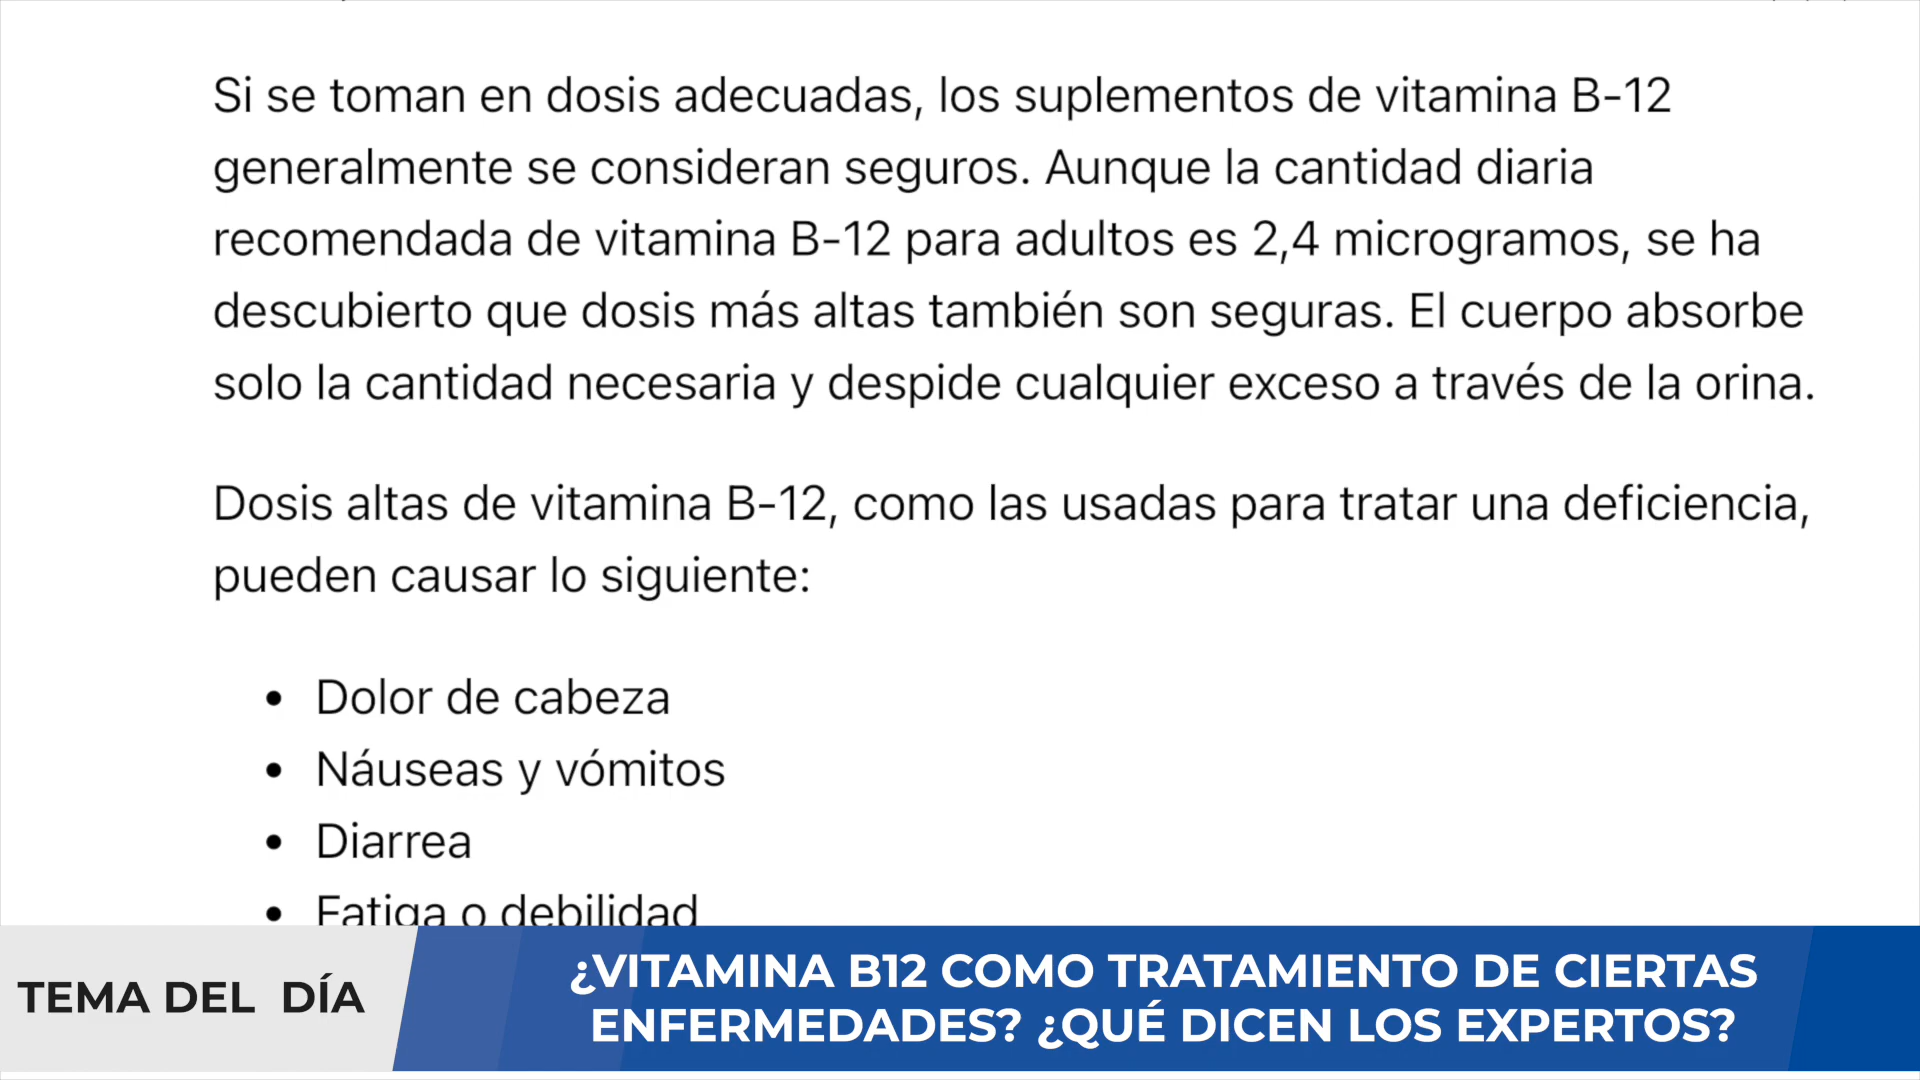 Si se toman en dosis adecuadas, los suplementos de vitamina B-12
generalmente se consideran seguros. Aunque la cantidad diaria
recomendada de vitamina B-12 para adultos es 2,4 microgramos, se ha
descubierto que dosis más altas también son seguras. El cuerpo absorbe
solo la cantidad necesaria y despide cualquier exceso a través de la orina.
Dosis altas de vitamina B-12, como las usadas para tratar una deficiencia,
pueden causar lo siguiente:
• Dolor de cabeza
• Náuseas y vómitos
• Diarrea
• Fatiga o debilidad
TEMA DEL DÍA
¿VITAMINA B12 COMO TRATAMIENTO DE CIERTAS
ENFERMEDADES? ¿QUÉ DICEN LOS EXPERTOS?